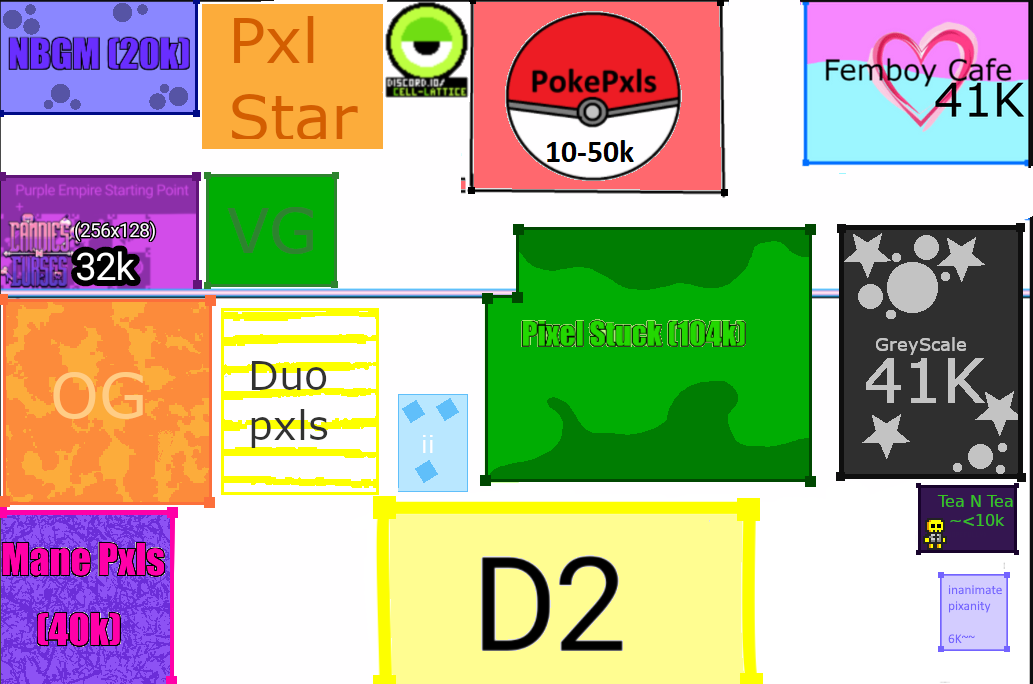 NBGM (20k)
Pxl
Star
DISCORD.IO/
CELL-LATTICE
PokePxls
10-50k
Femboy Cafe
41K
Purple Empire Starting Point
+
CANDIES
CURSES
(256x128)
32k
VG
Pixel Stuck (104k)
GreyScale
41K
OG
Duo
pxls
ii
Tea N Tea
~<10k
Mane Pxls
(40k)
D2
inanimate
pixanity
6K~~